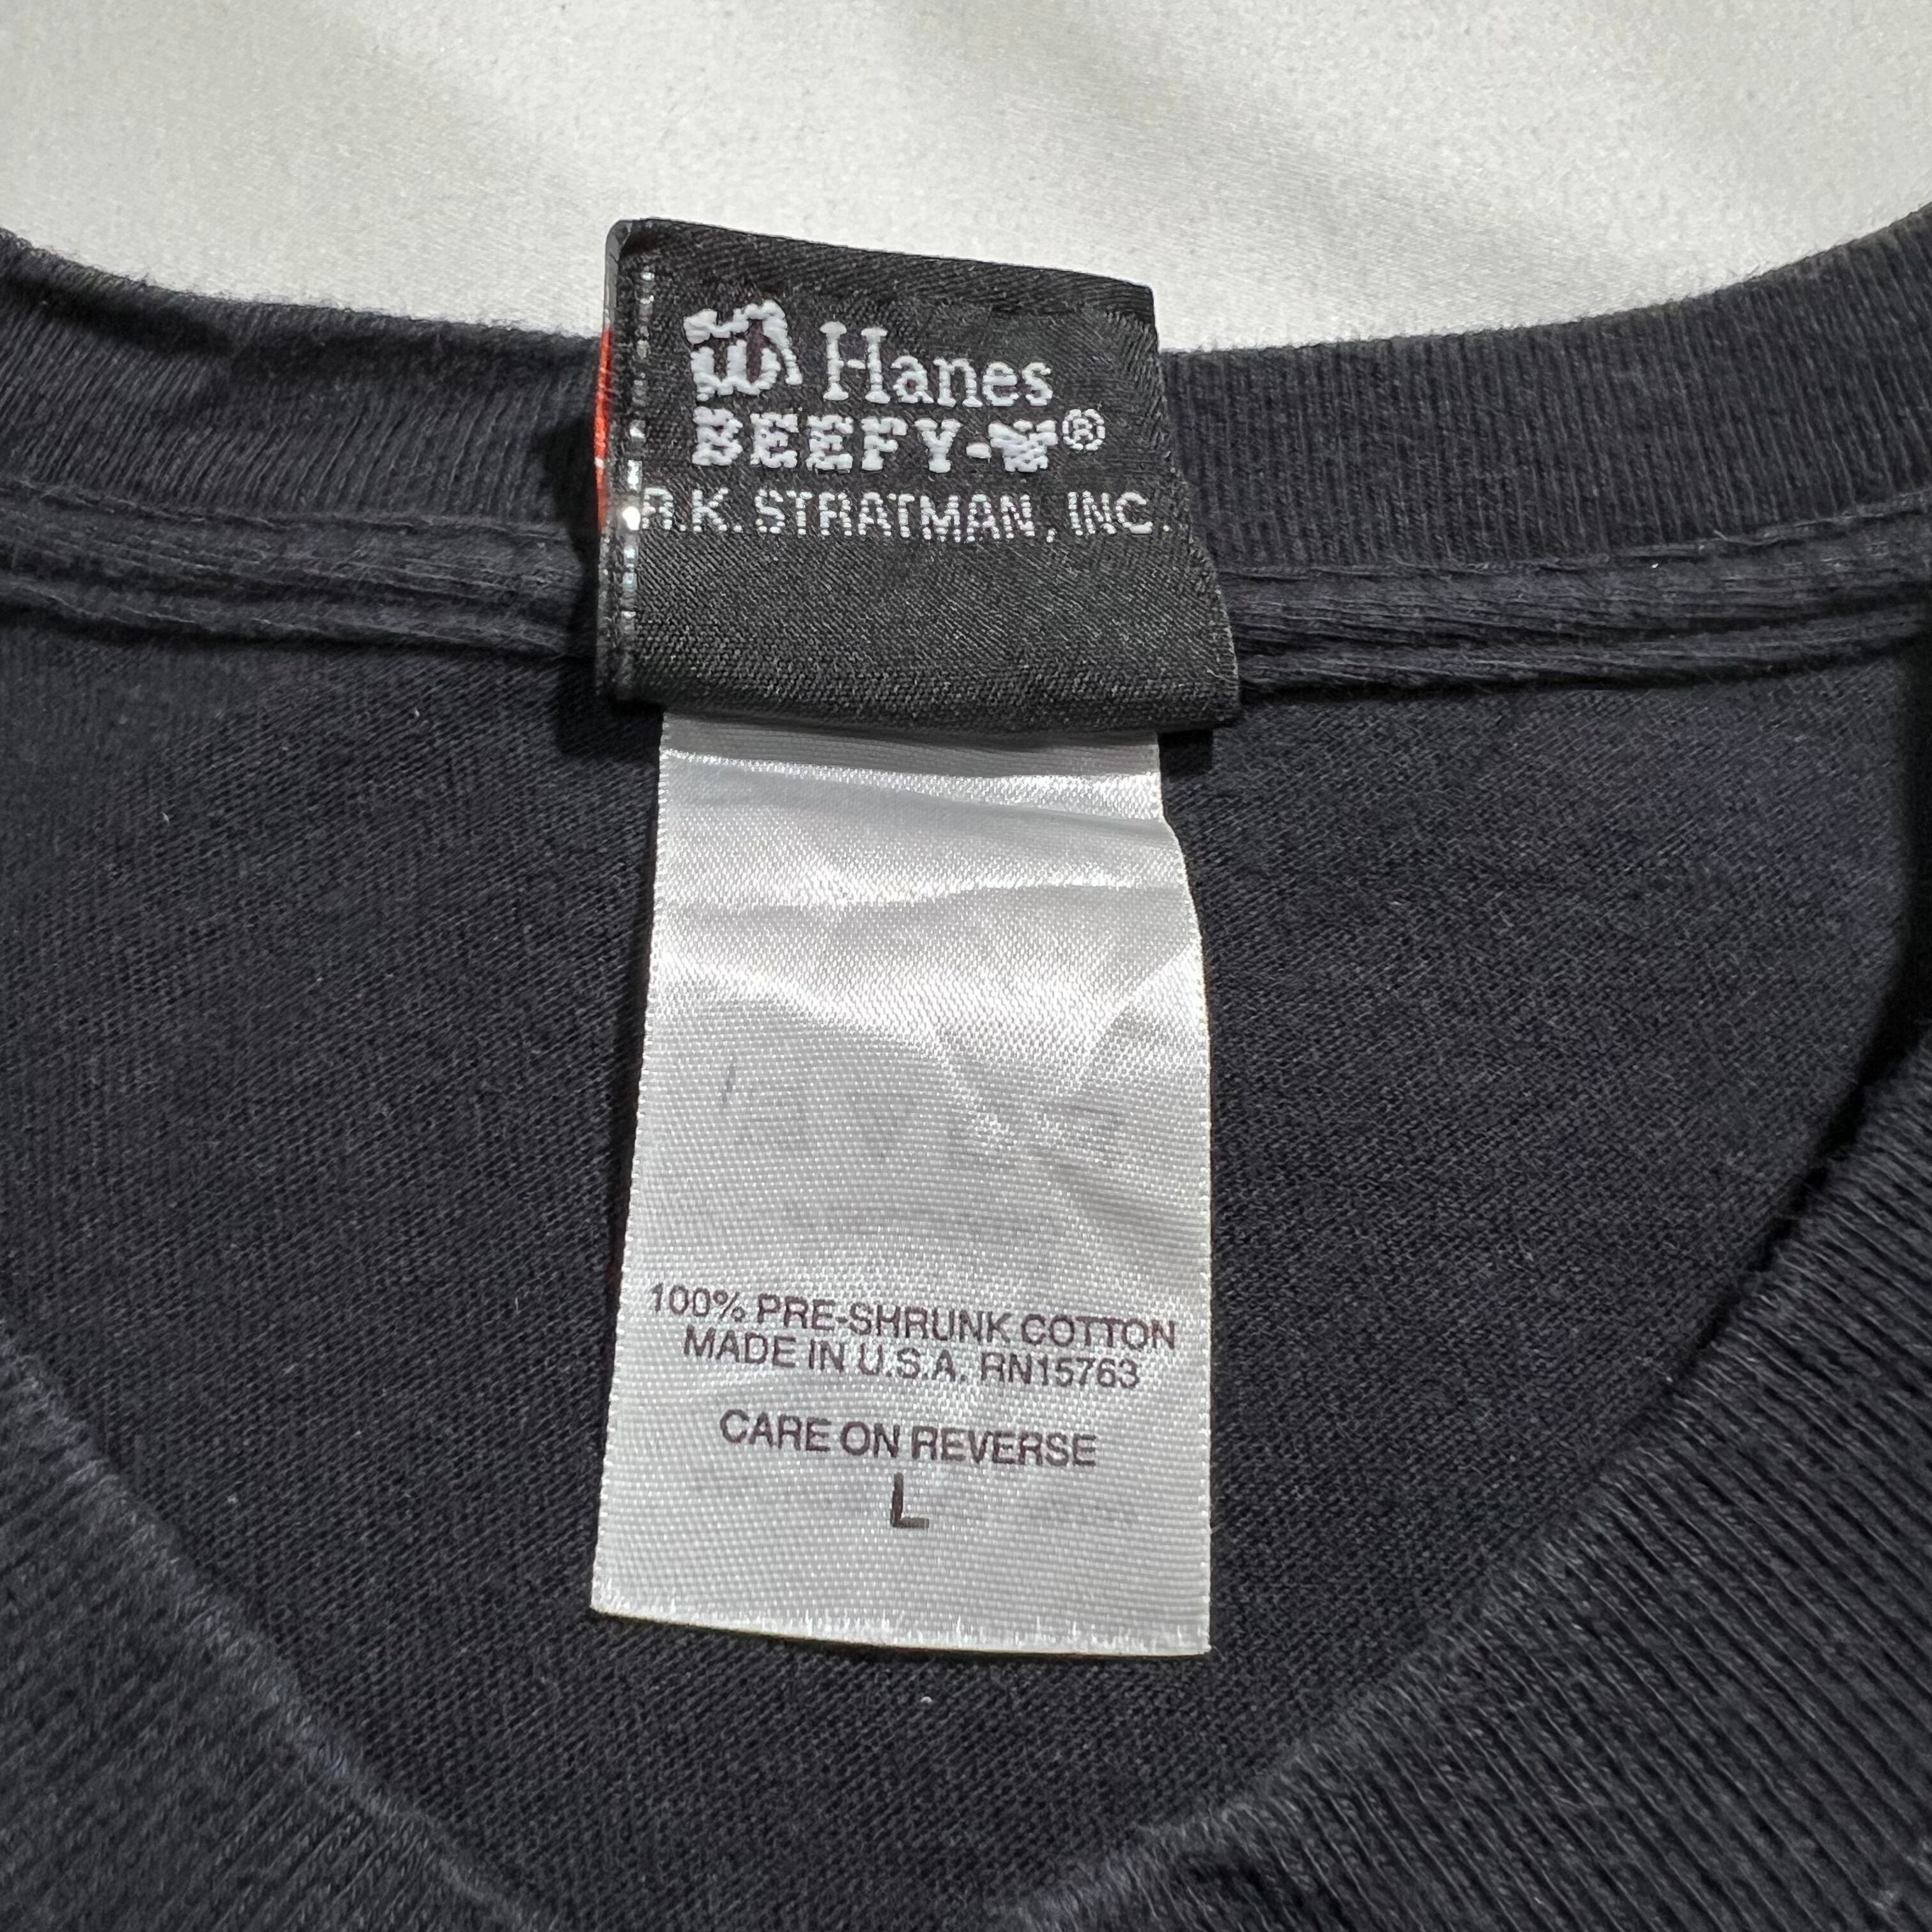 Hanes
BEEFY-T®
R.K. STRATMAN, INC.
100% PRE-SHRUNK COTTON
MADE IN U.S.A. RN15763
CARE ON REVERSE
L